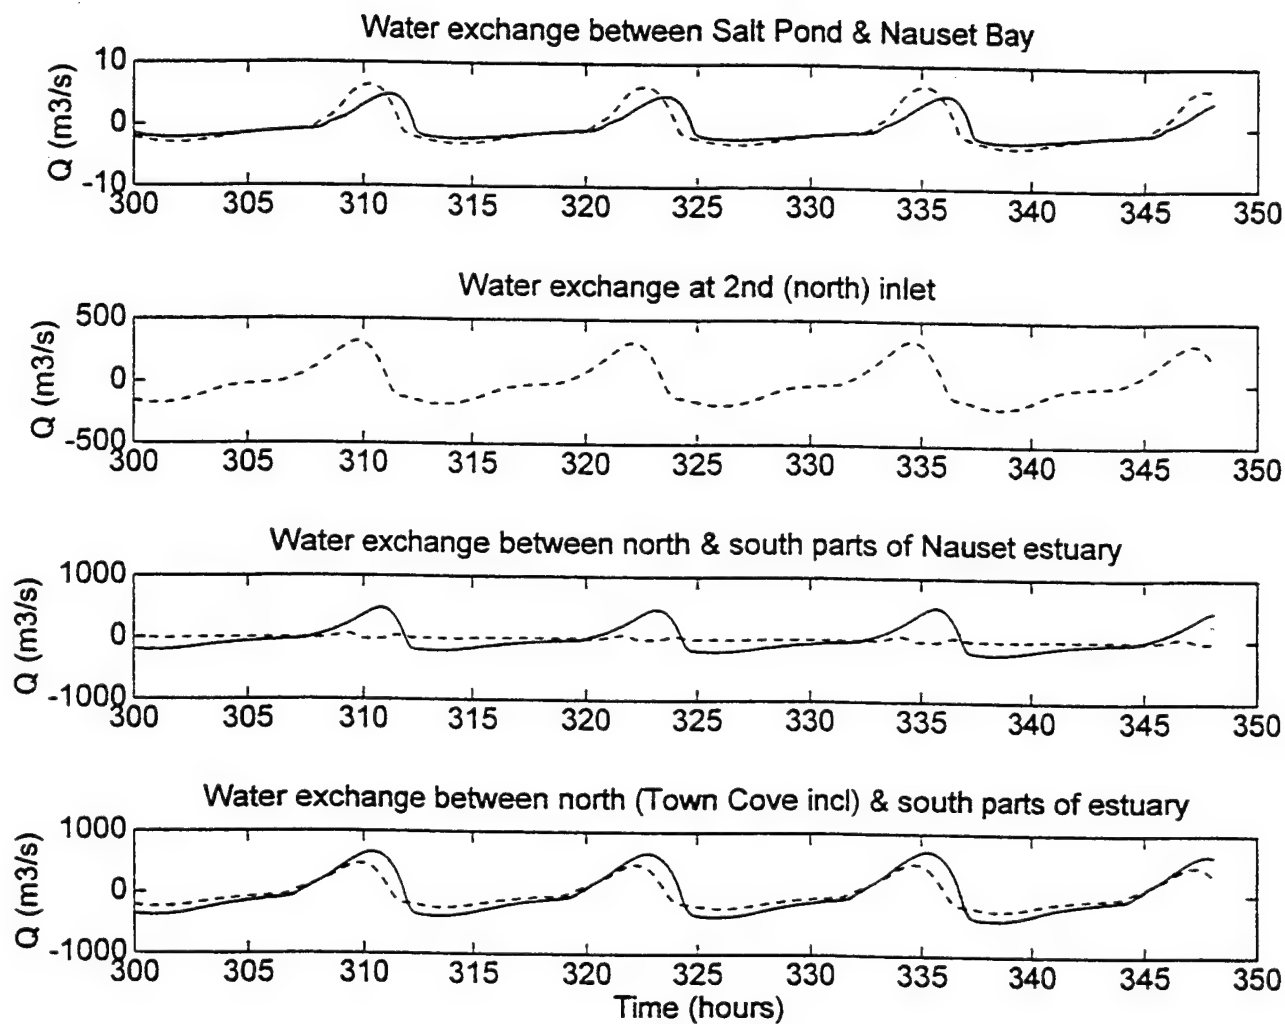 Water exchange between Salt Pond & Nauset Bay
10
0
-10
Q (m3/s)
300 305 310 315 320 325 330 335 340 345 350
Water exchange at 2nd (north) inlet
500
0
-500
Q (m3/s)
300 305 310 315 320 325 330 335 340 345 350
Water exchange between north & south parts of Nauset estuary
1000
0
-1000
Q (m3/s)
300 305 310 315 320 325 330 335 340 345 350
Water exchange between north (Town Cove incl) & south parts of estuary
1000
0
-1000
Q (m3/s)
300 305 310 315 320 325 330 335 340 345 350
Time (hours)